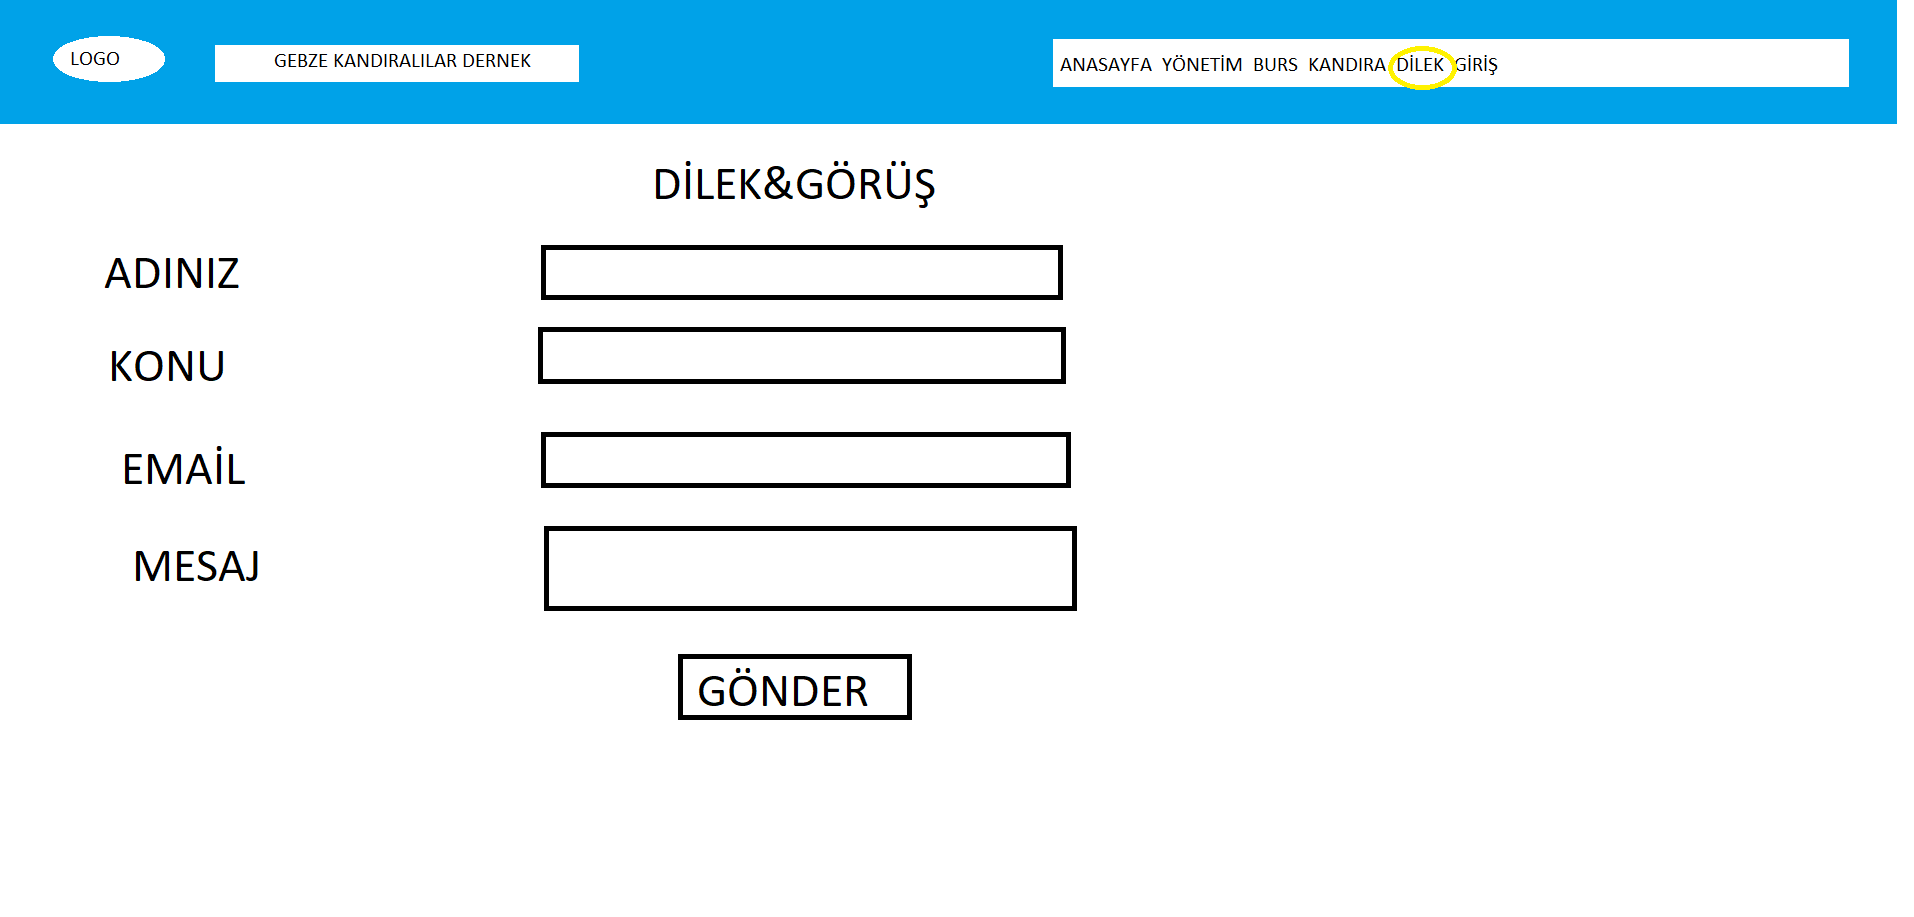 LOGO
GEBZE KANDIRALILAR DERNEK
ANASAYFA YÖNETİM BURS KANDIRA DİLEK GİRİŞ
DİLEK&GÖRÜŞ
ADINIZ
KONU
EMAİL
MESAJ
GÖNDER